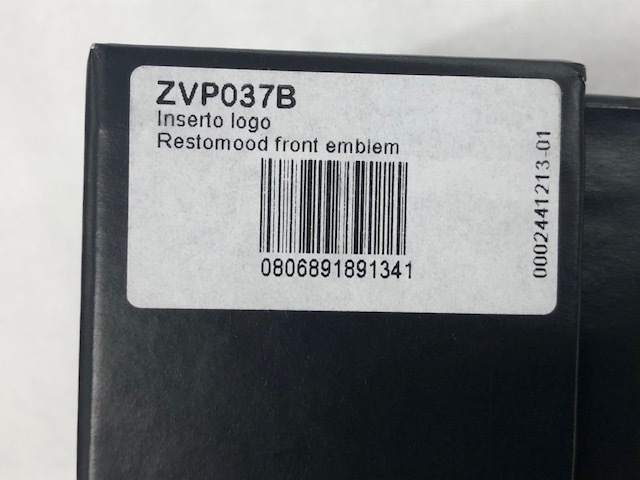 ZVP037B
Inserto logo
Restomood front emblem
0806891891341
0002441213-01